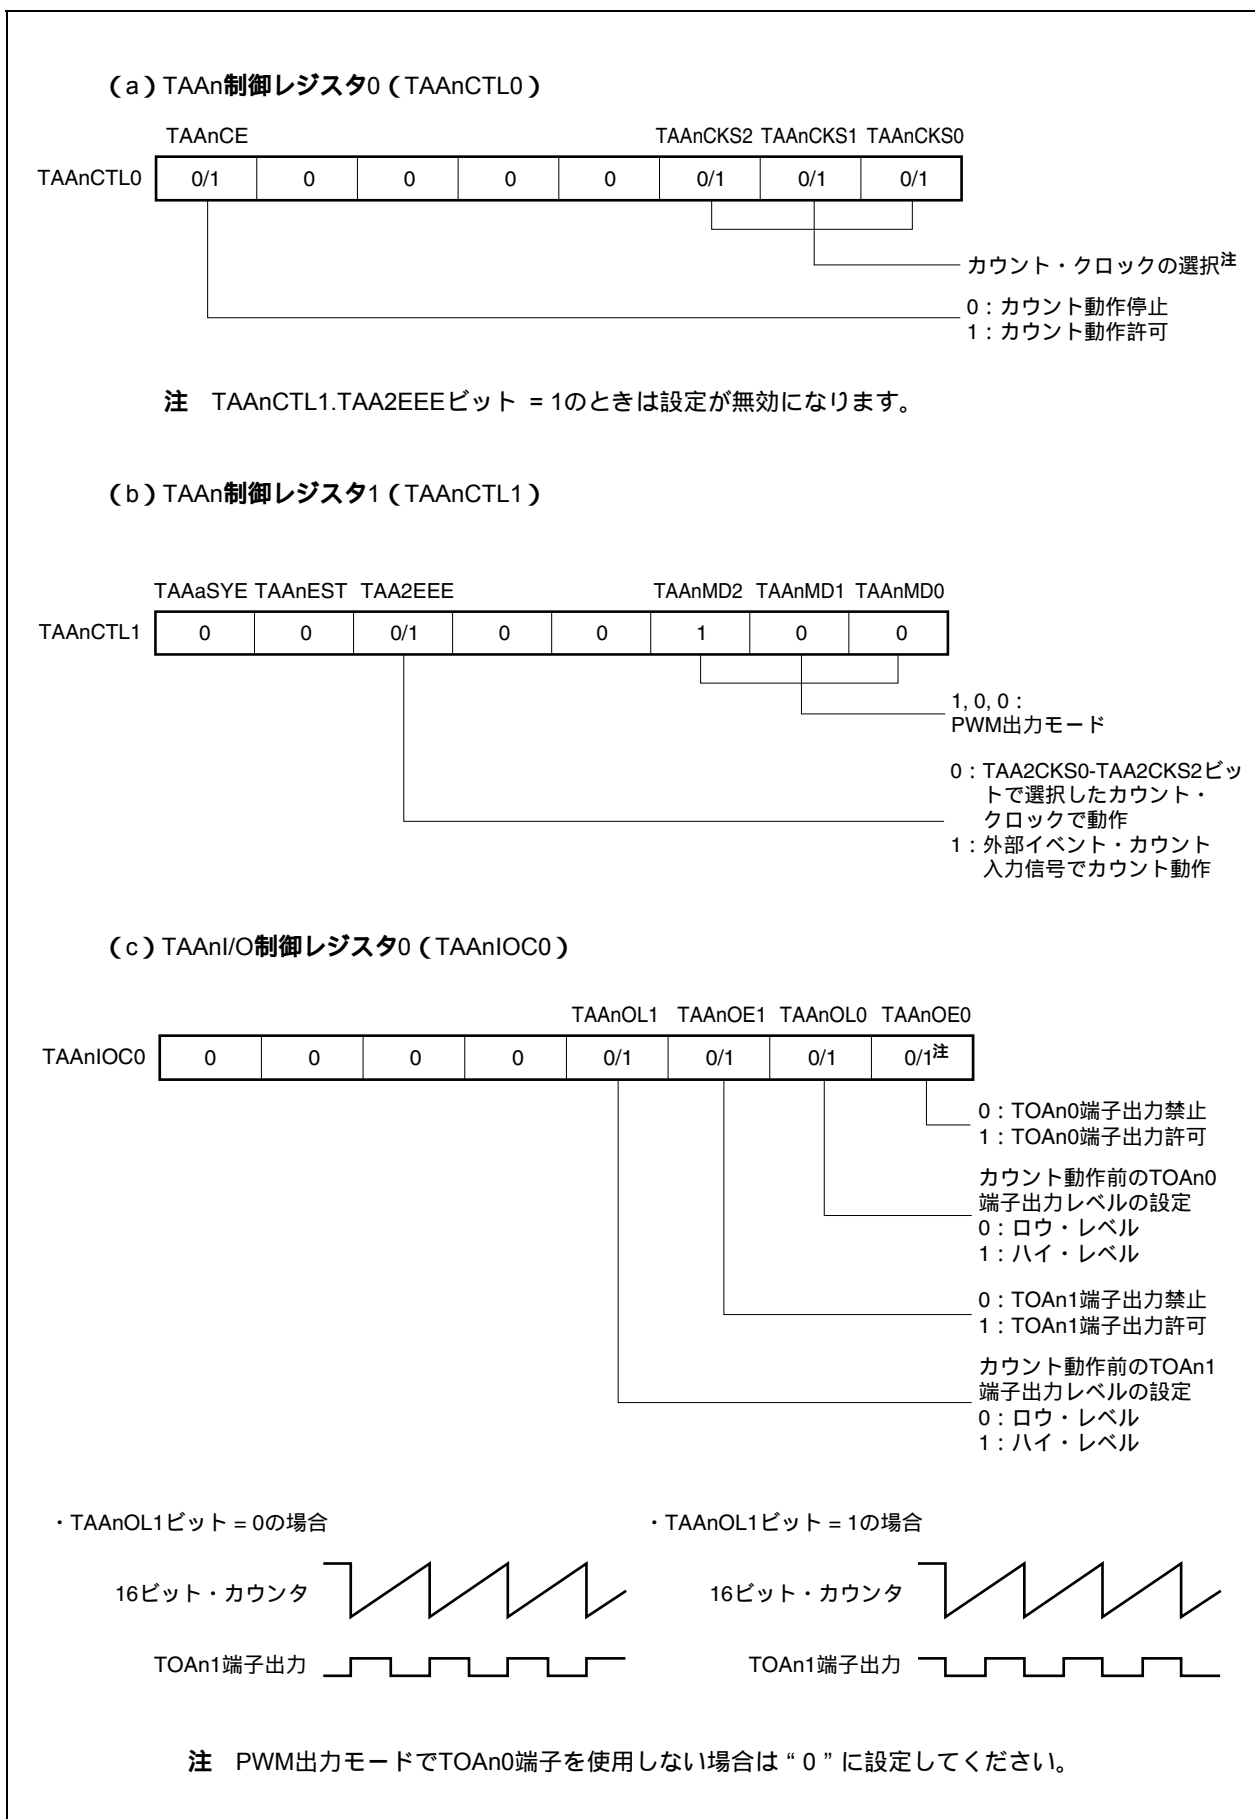 （a）TAAn制御レジスタ0（TAAnCTL0）
TAAnCE TAAnCKS2 TAAnCKS1 TAAnCKS0
TAAnCTL0 0/1 0 0 0 0 0/1 0/1 0/1
カウント・クロックの選択注
0：カウント動作停止
1：カウント動作許可
注 TAAnCTL1.TAA2EEEビット = 1のときは設定が無効になります。
（b）TAAn制御レジスタ1（TAAnCTL1）
TAAaSYE TAAnEST TAA2EEE TAAnMD2 TAAnMD1 TAAnMD0
TAAnCTL1 0 0 0/1 0 0 1 0 0
1, 0, 0：
PWM出力モード
0：TAA2CKS0-TAA2CKS2ビッ
トで選択したカウント・
クロックで動作
1：外部イベント・カウント
入力信号でカウント動作
（c）TAAnI/O制御レジスタ0（TAAnIOC0）
TAAnOL1 TAAnOE1 TAAnOL0 TAAnOE0
TAAnIOC0 0 0 0 0 0/1 0/1 0/1 0/1注
0：TOAn0端子出力禁止
1：TOAn0端子出力許可
カウント動作前のTOAn0
端子出力レベルの設定
0：ロウ・レベル
1：ハイ・レベル
0：TOAn1端子出力禁止
1：TOAn1端子出力許可
カウント動作前のTOAn1
端子出力レベルの設定
0：ロウ・レベル
1：ハイ・レベル
・TAAnOL1ビット = 0の場合
16ビット・カウンタ
TOAn1端子出力
・TAAnOL1ビット = 1の場合
16ビット・カウンタ
TOAn1端子出力
注 PWM出力モードでTOAn0端子を使用しない場合は“0”に設定してください。